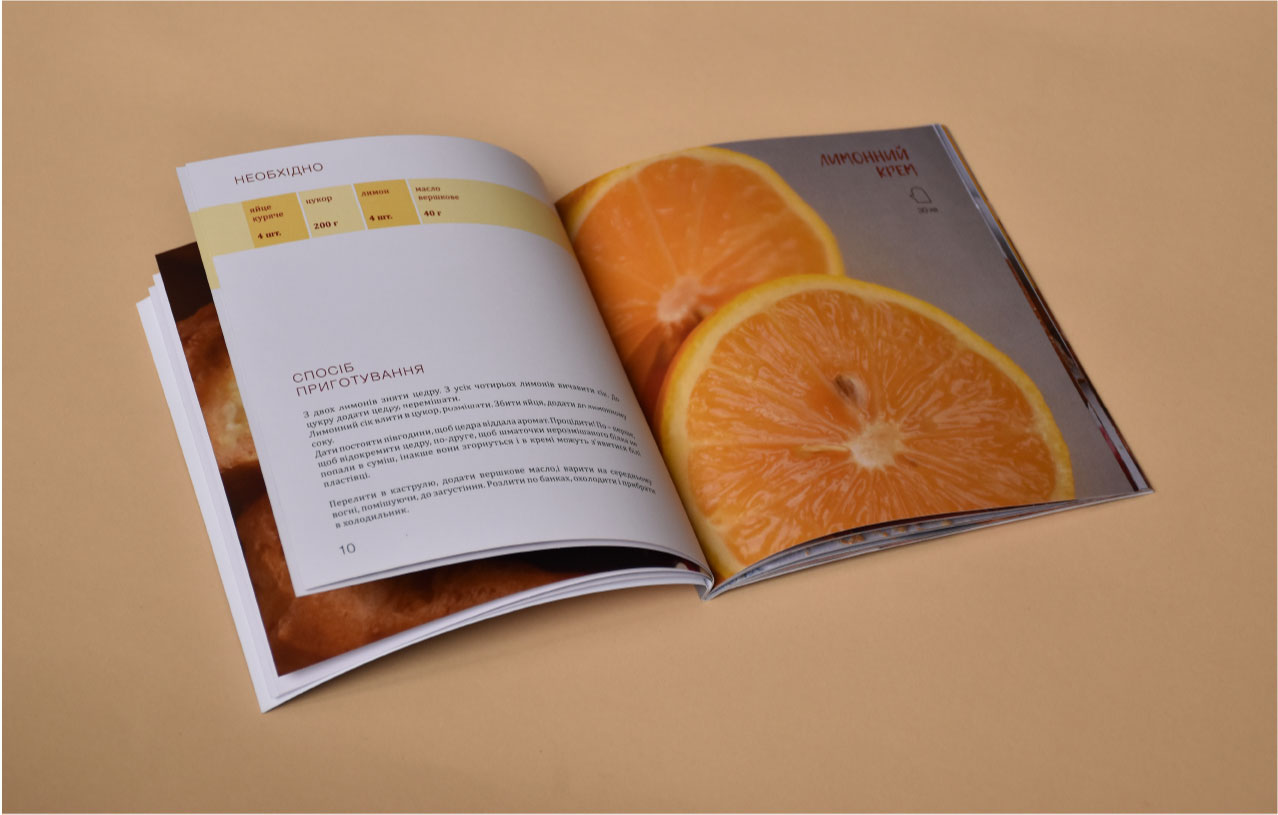 НЕОБХІДНО
яйце
куряче
4 шт.
цукор
200 г
лимон
4 шт.
масло
вершкове
40 г
СПОСІБ
ПРИГОТУВАННЯ
З двох лимонів зняти цедру. З усіх чотирьох лимонів вичавити сік. До
цукру додати цедру, перемішати.
Лимонний сік влити в цукор, розмішати. Збити яйця, додати до лимонному
соку.
Дати постояти півгодини, щоб цедра віддала аромат. Процідити! По - перше,
щоб відокремити цедру, по-друге, щоб шматочки нерозмішаного білка не
попали в суміш, інакше вони згорнуться і в кремі можуть з'явитися білі
пластівці.
Перелити в каструлю, додати вершкове масло,і варити на середньому
вогні, помішуючи, до загустіння. Розлити по банках, охолодити і прибрати
в холодильник.
10
ЛИМОННИЙ
КРЕМ
30 хв